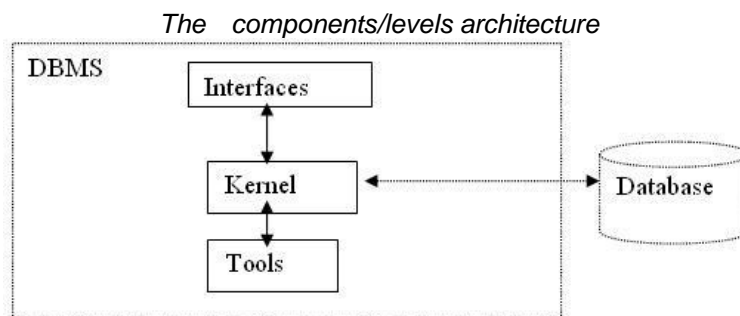 The components/levels architecture
DBMS
Interfaces
Kernel
Database
Tools